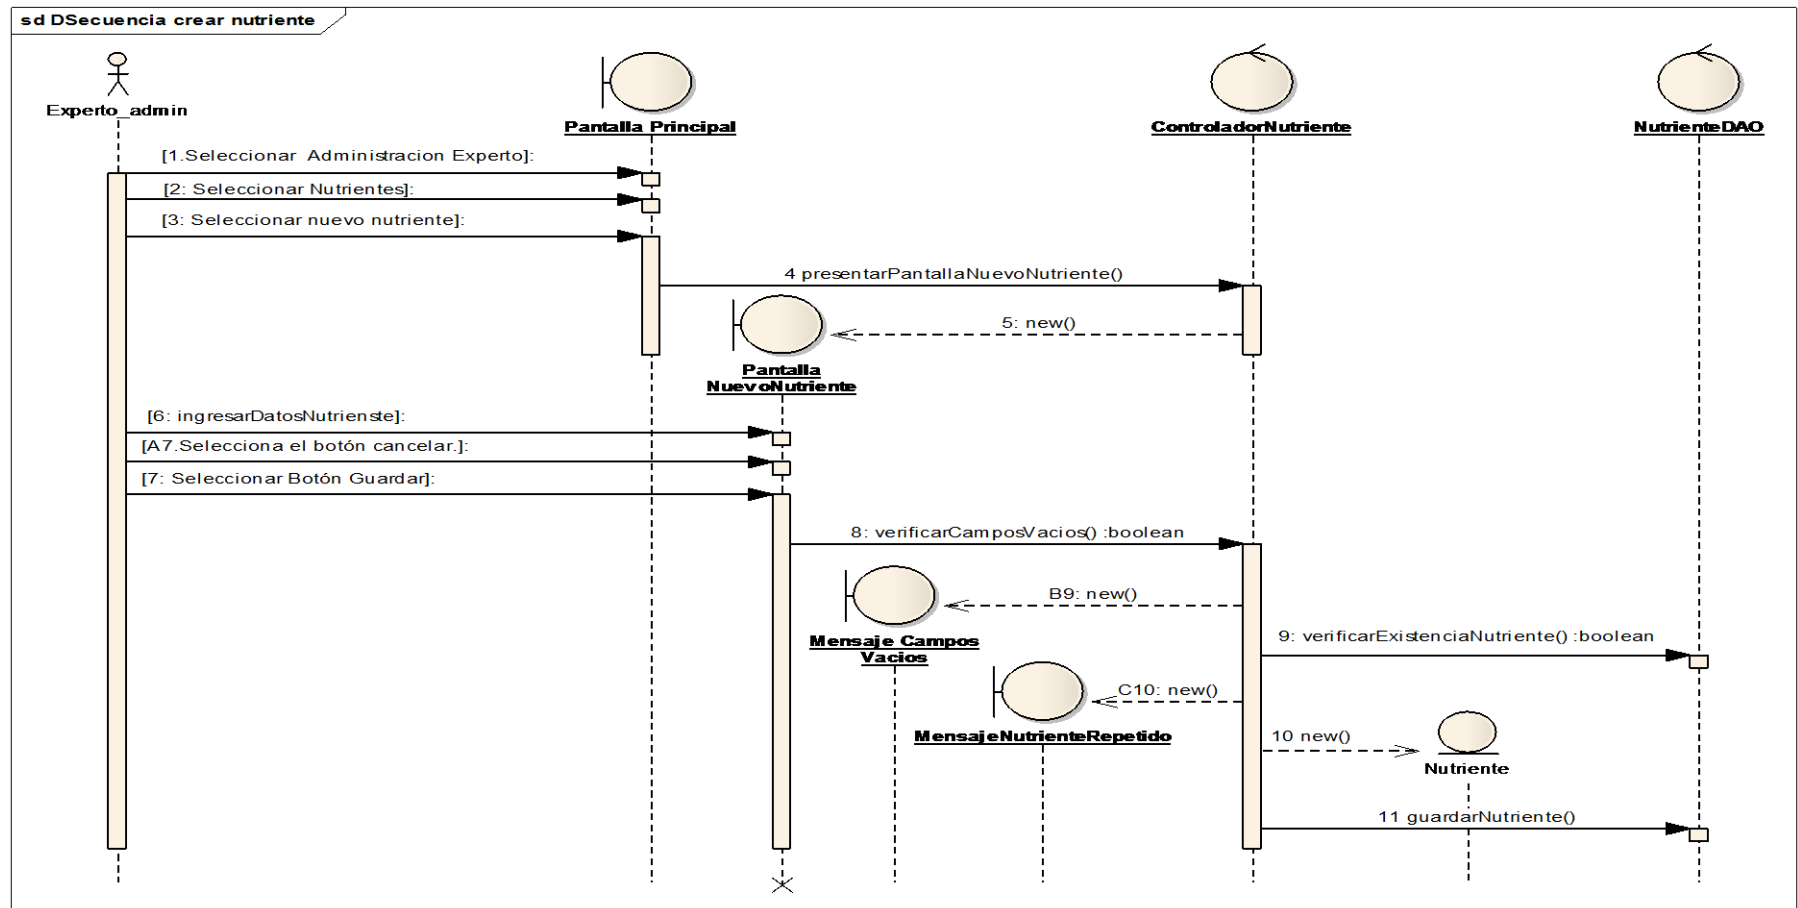 sd DSecuencia crear nutriente
Experto_admin
Pantalla Principal
ControladorNutriente
NutrienteDAO
[1.Seleccionar Administracion Experto]:
[2: Seleccionar Nutrientes]:
[3: Seleccionar nuevo nutriente]:
4 presentarPantallaNuevoNutriente()
5: new()
Pantalla
NuevoNutriente
[6: ingresarDatosNutrienste]:
[A7.Selecciona el botón cancelar.]:
[7: Seleccionar Botón Guardar]:
8: verificarCamposVacios() :boolean
B9: new()
Mensaje Campos
Vacios
9: verificarExistenciaNutriente() :boolean
C10: new()
MensajeNutrienteRepetido
10 new()
Nutriente
11 guardarNutriente()